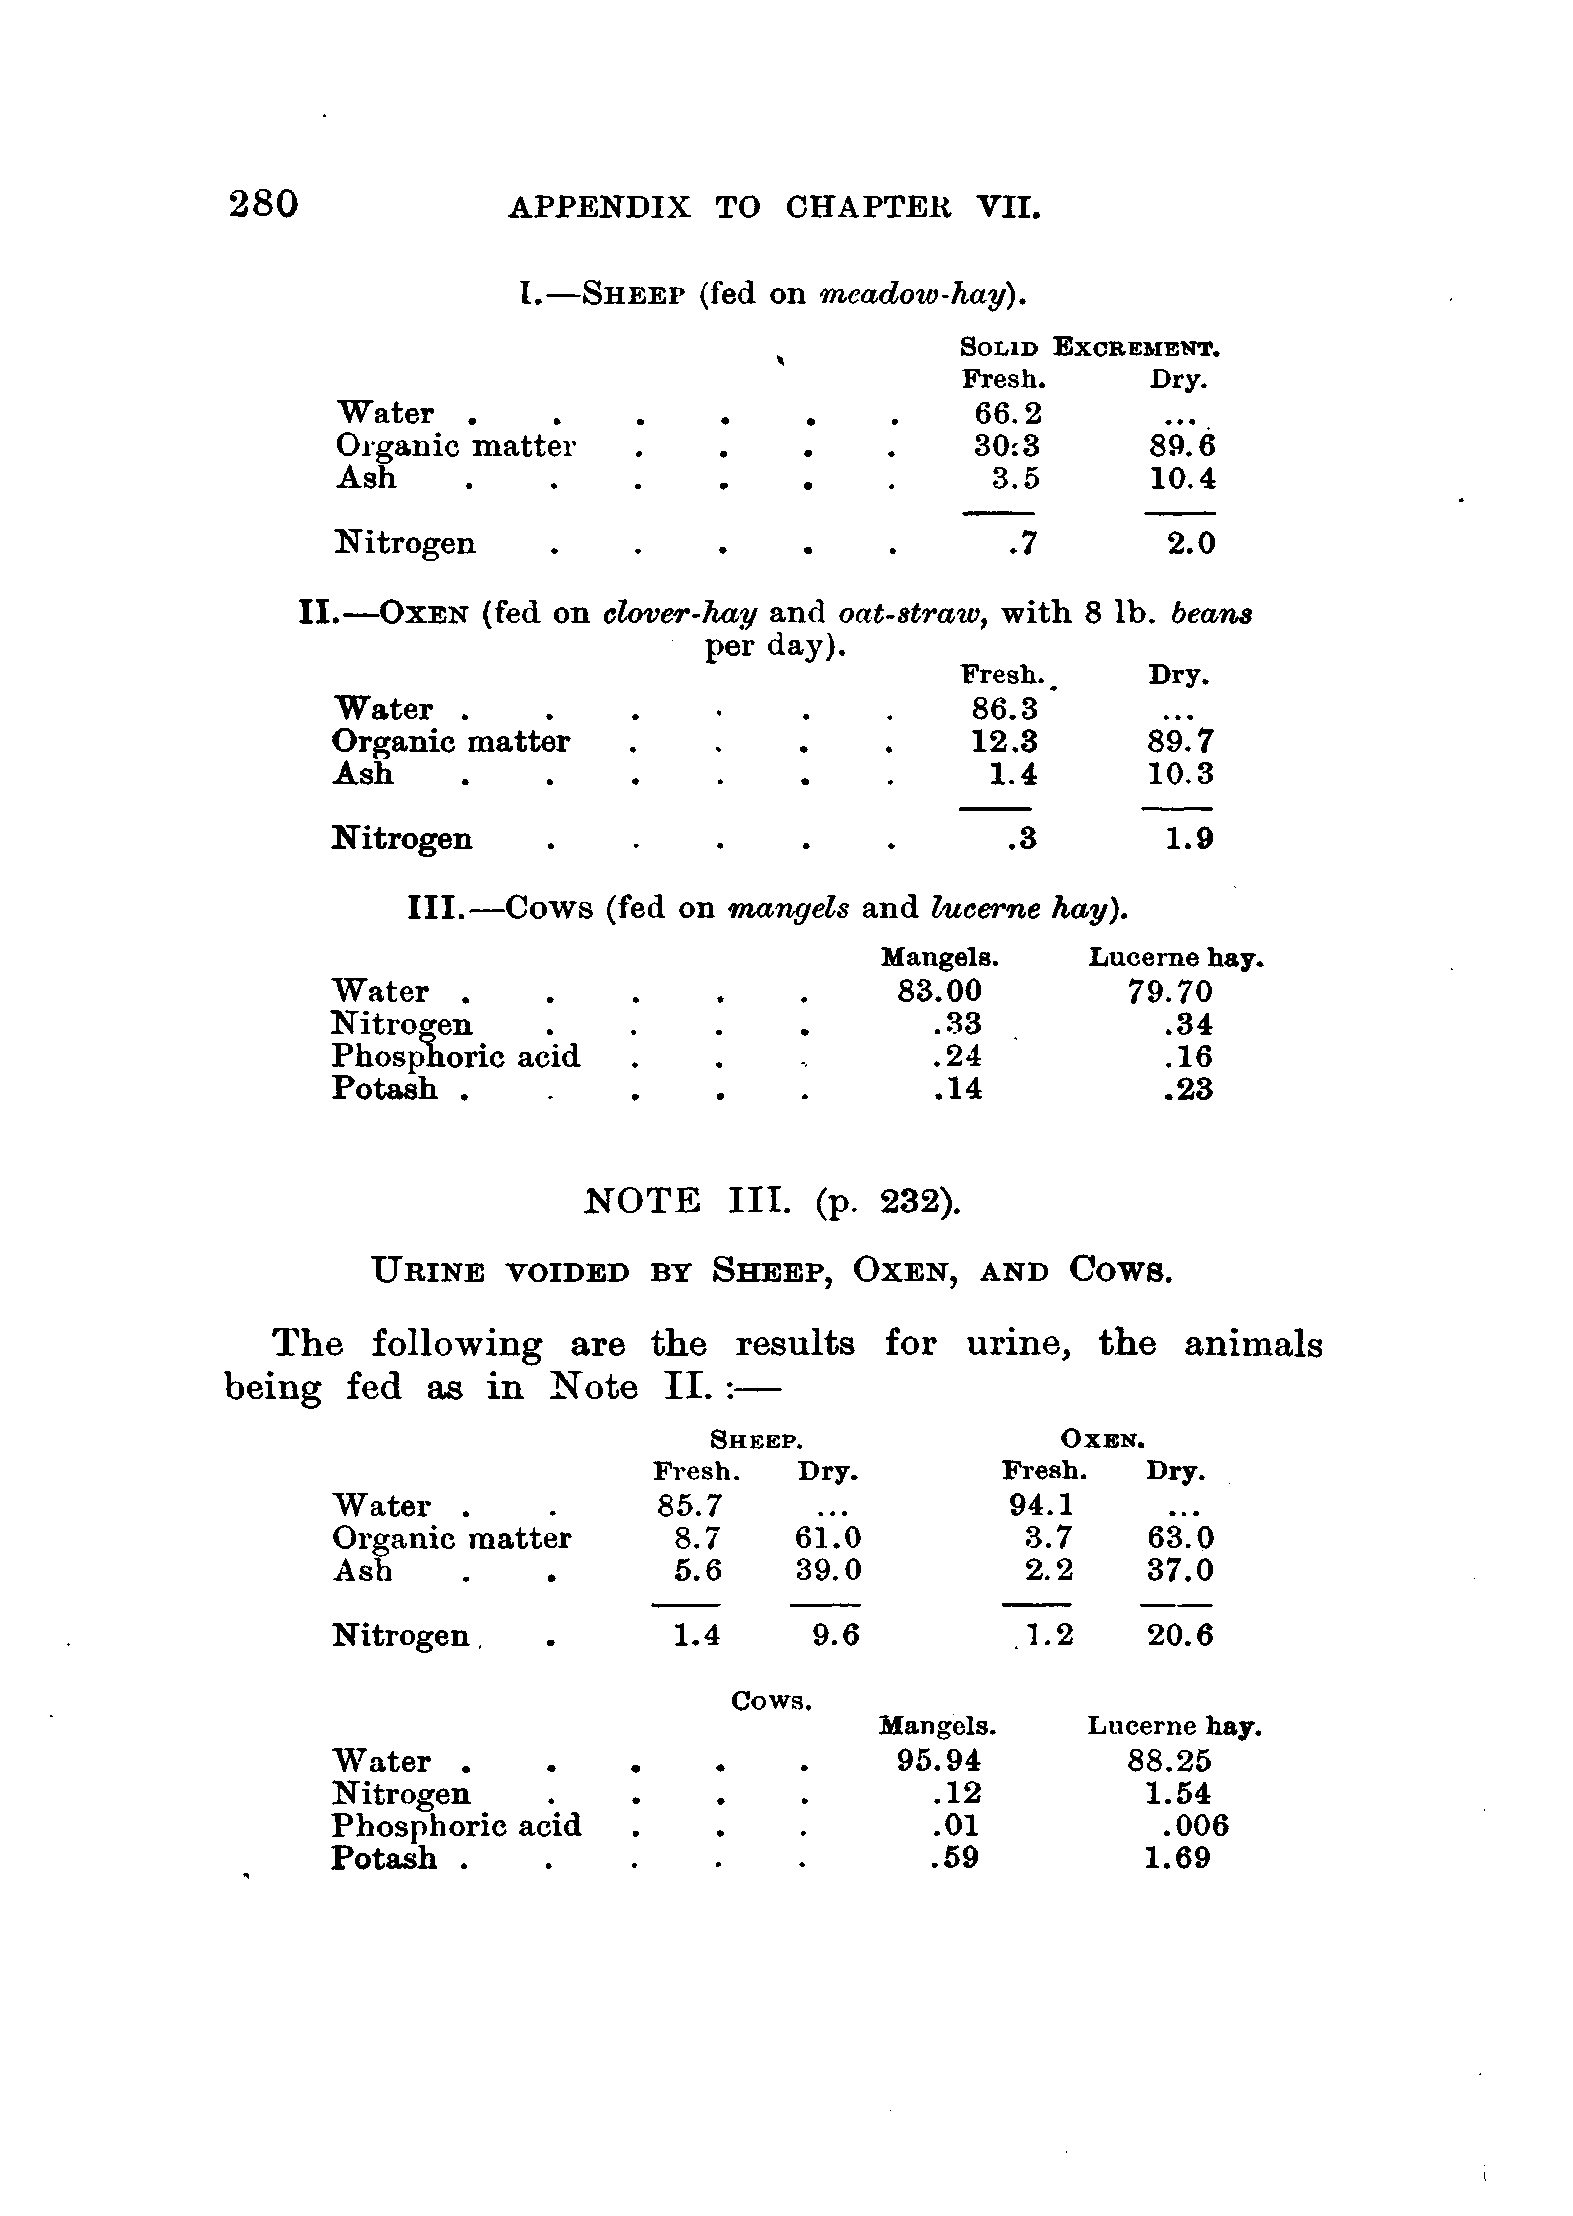 280 APPENDIX TO CHAPTER VII.
I.—SHEEP (fed on meadow-hay).
SOLID EXCREMENT.
Fresh. Dry.
Water . . . . . . 66.2 ...
Organic matter . . . . 30.3 89.6
Ash . . . . . . 3.5 10.4
Nitrogen . . . . . .7 2.0
II.—OXEN (fed on clover-hay and oat-straw, with 8 lb. beans
per day).
Fresh. Dry.
Water . . . . . . 86.3 ...
Organic matter . . . . 12.3 89.7
Ash . . . . . . 1.4 10.3
Nitrogen . . . . . .3 1.9
III.—COWS (fed on mangels and lucerne hay).
Mangels. Lucerne hay.
Water . . . . . 83.00 79.70
Nitrogen . . . . .33 .34
Phosphoric acid . . . .24 .16
Potash . . . . . .14 .23
NOTE III. (p. 232).
URINE VOIDED BY SHEEP, OXEN, AND COWS.
The following are the results for urine, the animals
being fed as in Note II. :—
SHEEP. OXEN.
Fresh. Dry. Fresh. Dry.
Water . . 85.7 ... 94.1 ...
Organic matter 8.7 61.0 3.7 63.0
Ash . . 5.6 39.0 2.2 37.0
Nitrogen . . 1.4 9.6 1.2 20.6
COWS.
Mangels. Lucerne hay.
Water . . . . . 95.94 88.25
Nitrogen . . . . .12 1.54
Phosphoric acid . . . .01 .006
Potash . . . . . .59 1.69